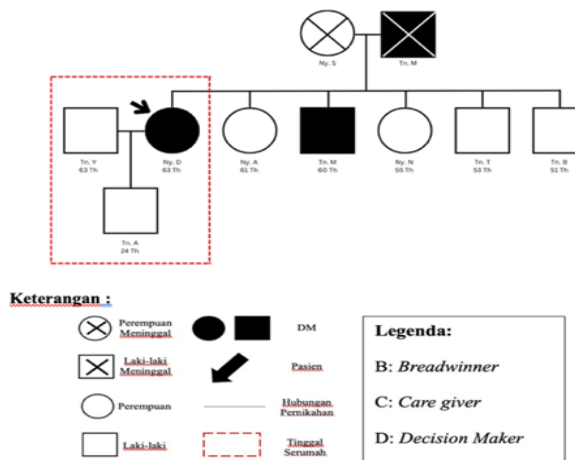 Ny. S Tn. M
Tn. Y Ny. D Ny. A Tn. M Ny. N Tn. T Tn. B
63 Th 63 Th 61 Th 60 Th 55 Th 53 Th 51 Th
Tn. A
24 Th
Keterangan :
Perempuan
Meninggal
DM
Laki-laki
Meninggal
Pasien
Perempuan
Hubungan
Pernikahan
Laki-laki
Tinggal
Serumah
Legenda:
B: Breadwinner
C: Care giver
D: Decision Maker